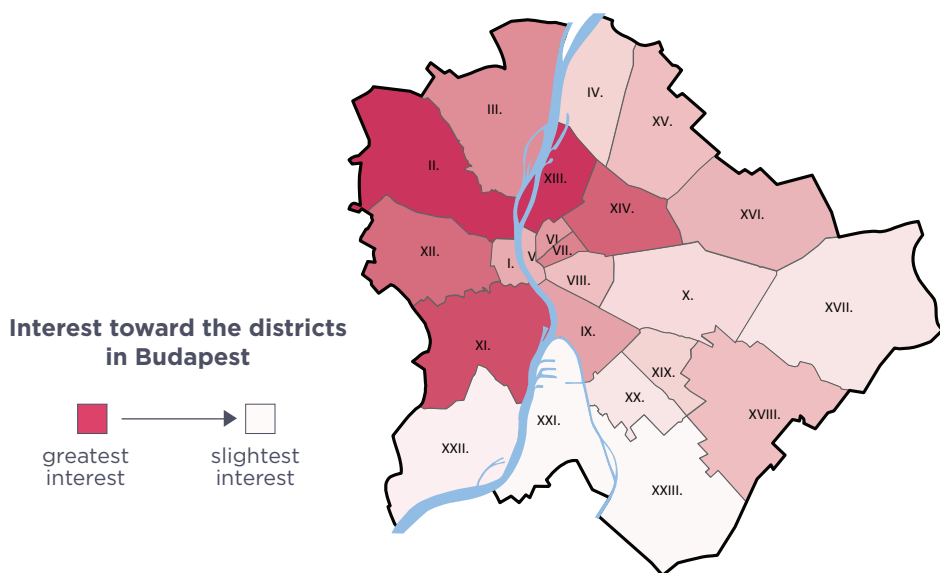 IV.
III.
XV.
II.
XIII.
XIV.
XVI.
VI
XII.
V
VII.
I.
VIII.
X.
XVII.
Interest toward the districts
in Budapest
XI.
IX.
XIX.
XX.
XVIII.
greatest
interest
slightest
interest
XXII.
XXI.
XXIII.